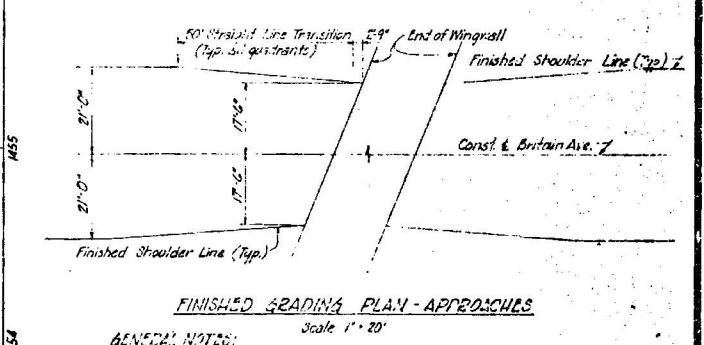 50' Straight Line Transition
(Typ. all quadrants)
2'-9"
End of Wingwall
Finished Shoulder Line (Typ.)
21'-0"
17'-6"
1455
Const. ℄ Britain Ave.
21'-0"
17'-6"
Finished Shoulder Line (Typ.)
FINISHED GRADING PLAN - APPROACHES
Scale 1" = 20'
54
GENERAL NOTES: